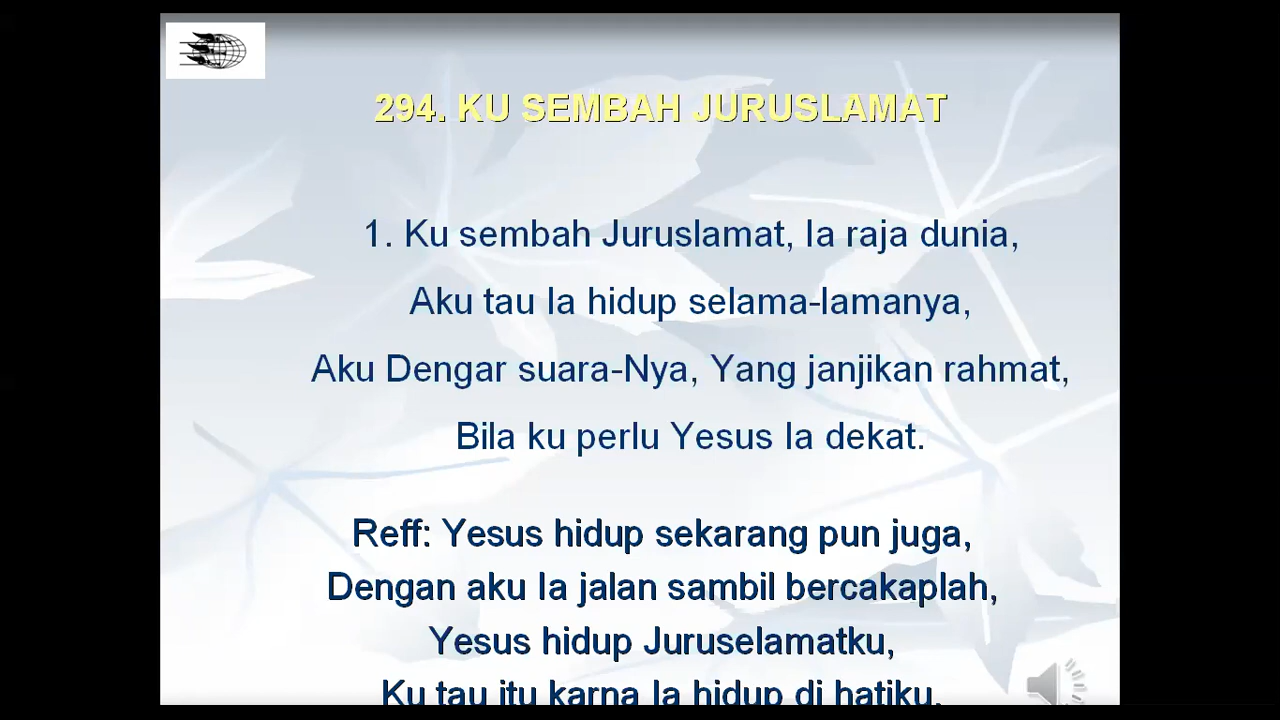 294. KU SEMBAH JURUSLAMAT
1. Ku sembah Juruslamat, Ia raja dunia,
Aku tau Ia hidup selama-lamanya,
Aku Dengar suara-Nya, Yang janjikan rahmat,
Bila ku perlu Yesus Ia dekat.
Reff: Yesus hidup sekarang pun juga,
Dengan aku Ia jalan sambil bercakaplah,
Yesus hidup Juruselamatku,
Ku tau itu karna Ia hidup di hatiku.